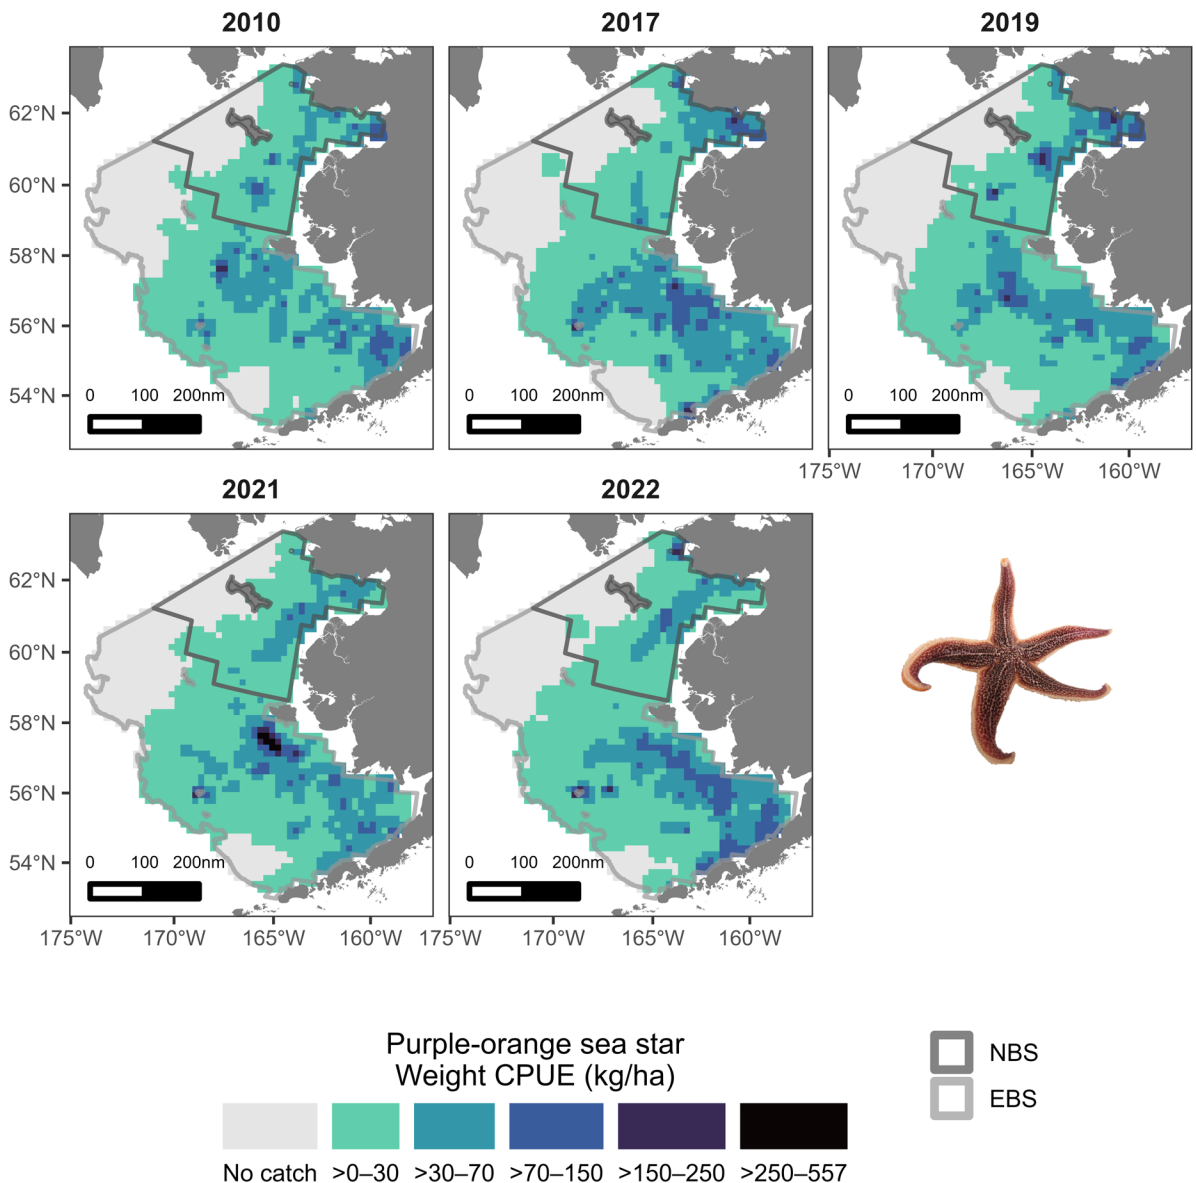 2010 2017 2019
62°N
60°N
58°N
56°N
54°N
0 100 200nm 0 100 200nm 0 100 200nm
175°W 170°W 165°W 160°W
2021 2022
62°N
60°N
58°N
56°N
54°N
0 100 200nm 0 100 200nm
175°W 170°W 165°W 160°W 175°W 170°W 165°W 160°W
Purple-orange sea star
Weight CPUE (kg/ha)
NBS
EBS
No catch >0–30 >30–70 >70–150 >150–250 >250–557